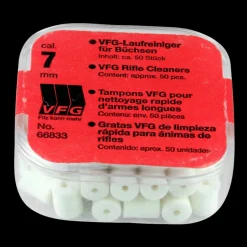 cal.
7
mm
VFG
Filz kann mehr
No.
66833
• VFG-Laufreiniger
für Büchsen
Inhalt: ca. 50 Stück
• VFG Rifle Cleaners
Content: approx. 50 pcs.
• Tampons VFG pour
nettoyage rapide
d'armes longues
Contenu: env. 50 pièces
• Gratas VFG de limpieza
rápida para ánimas de
rifles
Contenido: aprox. 50 unidades